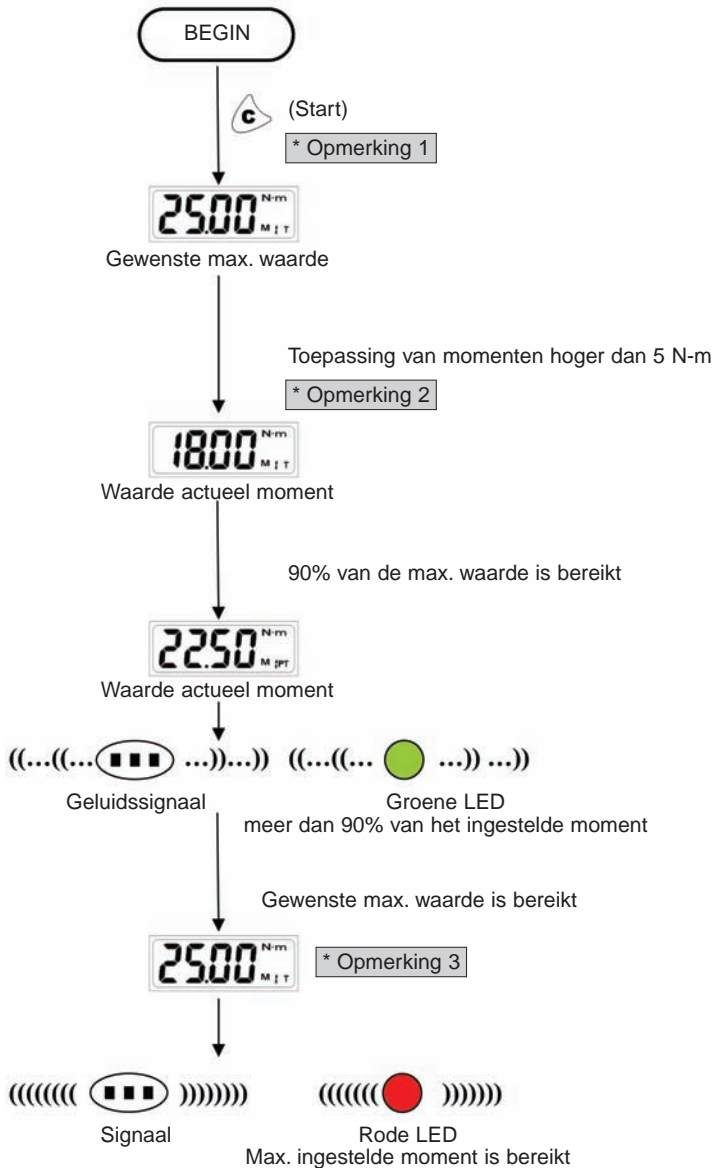 BEGIN
C (Start)
* Opmerking 1
25.00 N-m
M T
Gewenste max. waarde
Toepassing van momenten hoger dan 5 N-m
* Opmerking 2
18.00 N-m
M T
Waarde actueel moment
90% van de max. waarde is bereikt
22.50 N-m
M PT
Waarde actueel moment
((...((... ...))...)) ((...((... ...)) ...))
Geluidssignaal Groene LED
meer dan 90% van het ingestelde moment
Gewenste max. waarde is bereikt
25.00 N-m * Opmerking 3
M T
(((((((( )))))))) ((((((( )))))))
Signaal Rode LED
Max. ingestelde moment is bereikt